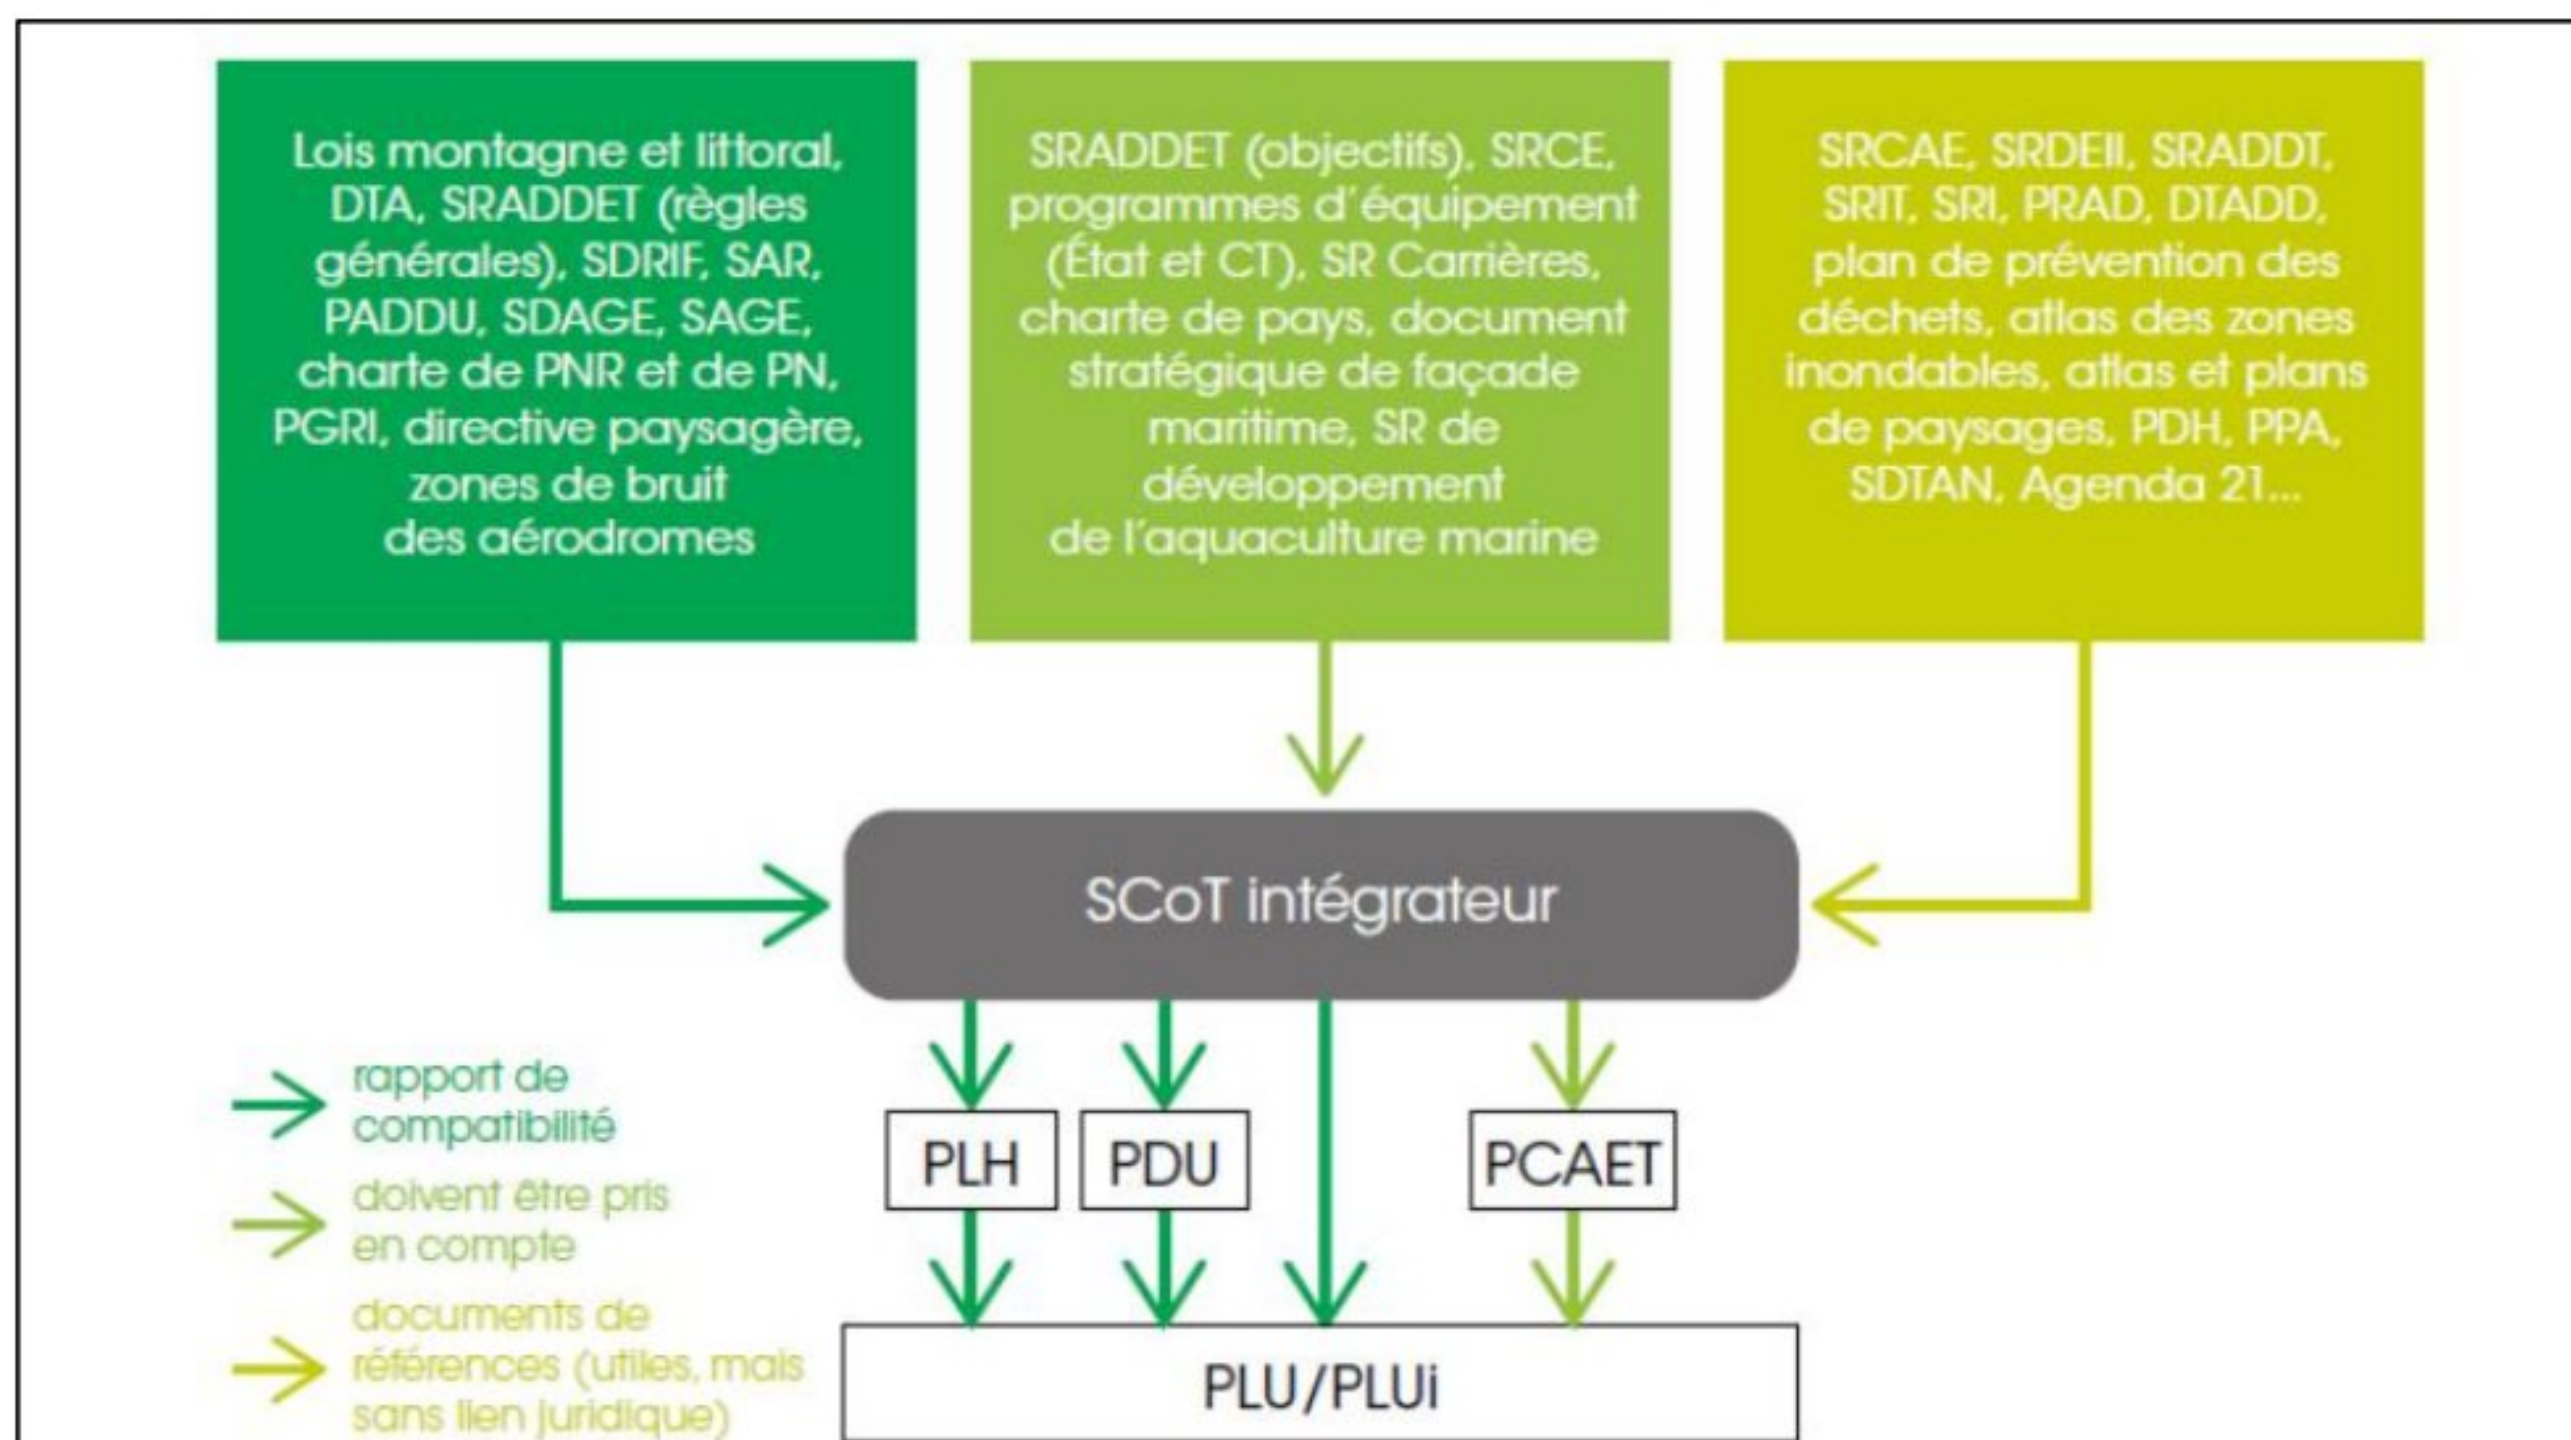 Lois montagne et littoral,
DTA, SRADDET (règles
générales), SDRIF, SAR,
PADDU, SDAGE, SAGE,
charte de PNR et de PN,
PGRI, directive paysagère,
zones de bruit
des aérodromes
SRADDET (objectifs), SRCE,
programmes d'équipement
(État et CT), SR Carrières,
charte de pays, document
stratégique de façade
maritime, SR de
développement
de l'aquaculture marine
SRCAE, SRDEII, SRADDT,
SRIT, SRI, PRAD, DTADD,
plan de prévention des
déchets, atlas des zones
inondables, atlas et plans
de paysages, PDH, PPA,
SDTAN, Agenda 21...
SCoT intégrateur
PLH
PDU
PCAET
PLU/PLUi
rapport de
compatibilité
doivent être pris
en compte
documents de
références (utiles, mais
sans lien juridique)